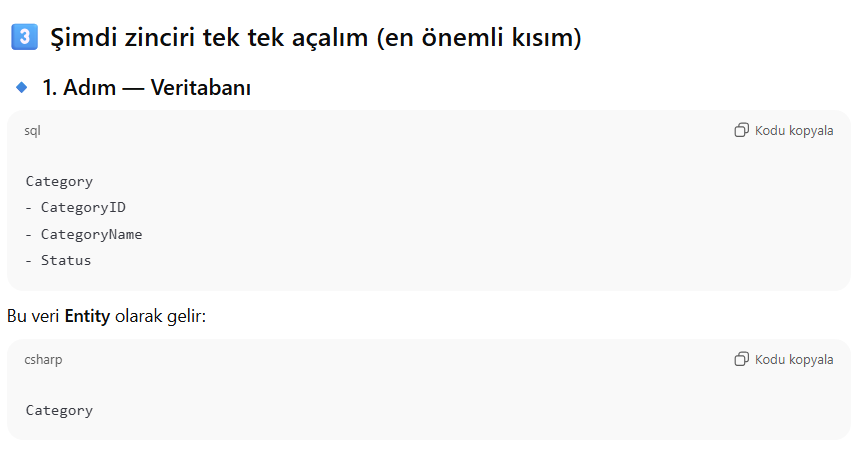 3 Şimdi zinciri tek tek açalım (en önemli kısım)
1. Adım — Veritabanı
sql
Kodu kopyala
Category
- CategoryID
- CategoryName
- Status
Bu veri Entity olarak gelir:
csharp
Kodu kopyala
Category